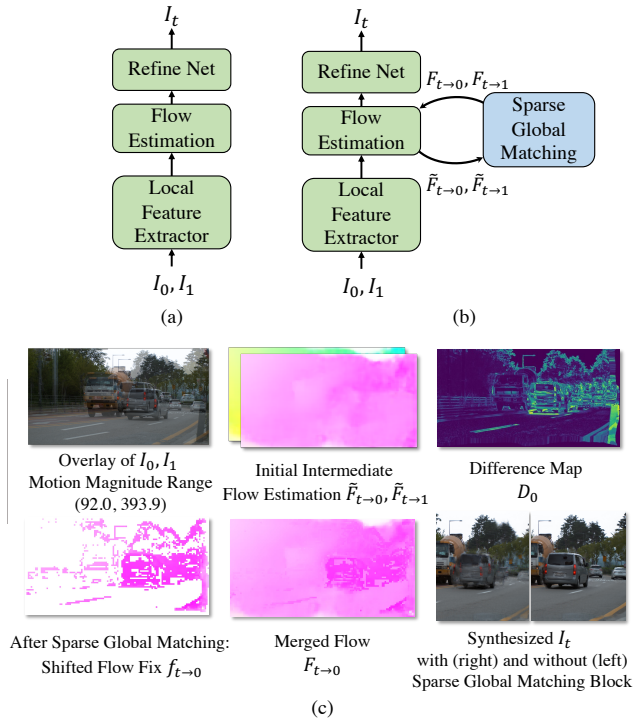 I_t
Refine Net
Flow
Estimation
Local
Feature
Extractor
I_0, I_1
(a)
I_t
Refine Net
Flow
Estimation
Local
Feature
Extractor
I_0, I_1
F_{t→0}, F_{t→1}
Sparse
Global
Matching
F̃_{t→0}, F̃_{t→1}
(b)
Overlay of I_0, I_1
Motion Magnitude Range
(92.0, 393.9)
Initial Intermediate
Flow Estimation F̃_{t→0}, F̃_{t→1}
Difference Map
D_0
After Sparse Global Matching:
Shifted Flow Fix f_{t→0}
Merged Flow
F_{t→0}
Synthesized I_t
with (right) and without (left)
Sparse Global Matching Block
(c)